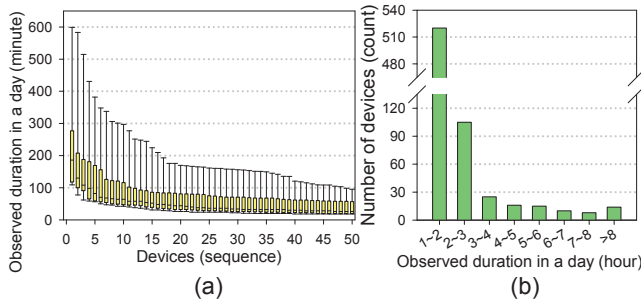 Observed duration in a day (minute)
600
500
400
300
200
100
0
0 5 10 15 20 25 30 35 40 45 50
Devices (sequence)
(a)
Number of devices (count)
540
510
480
120
90
60
30
0
1~2 2~3 3~4 4~5 5~6 6~7 7~8 >8
Observed duration in a day (hour)
(b)